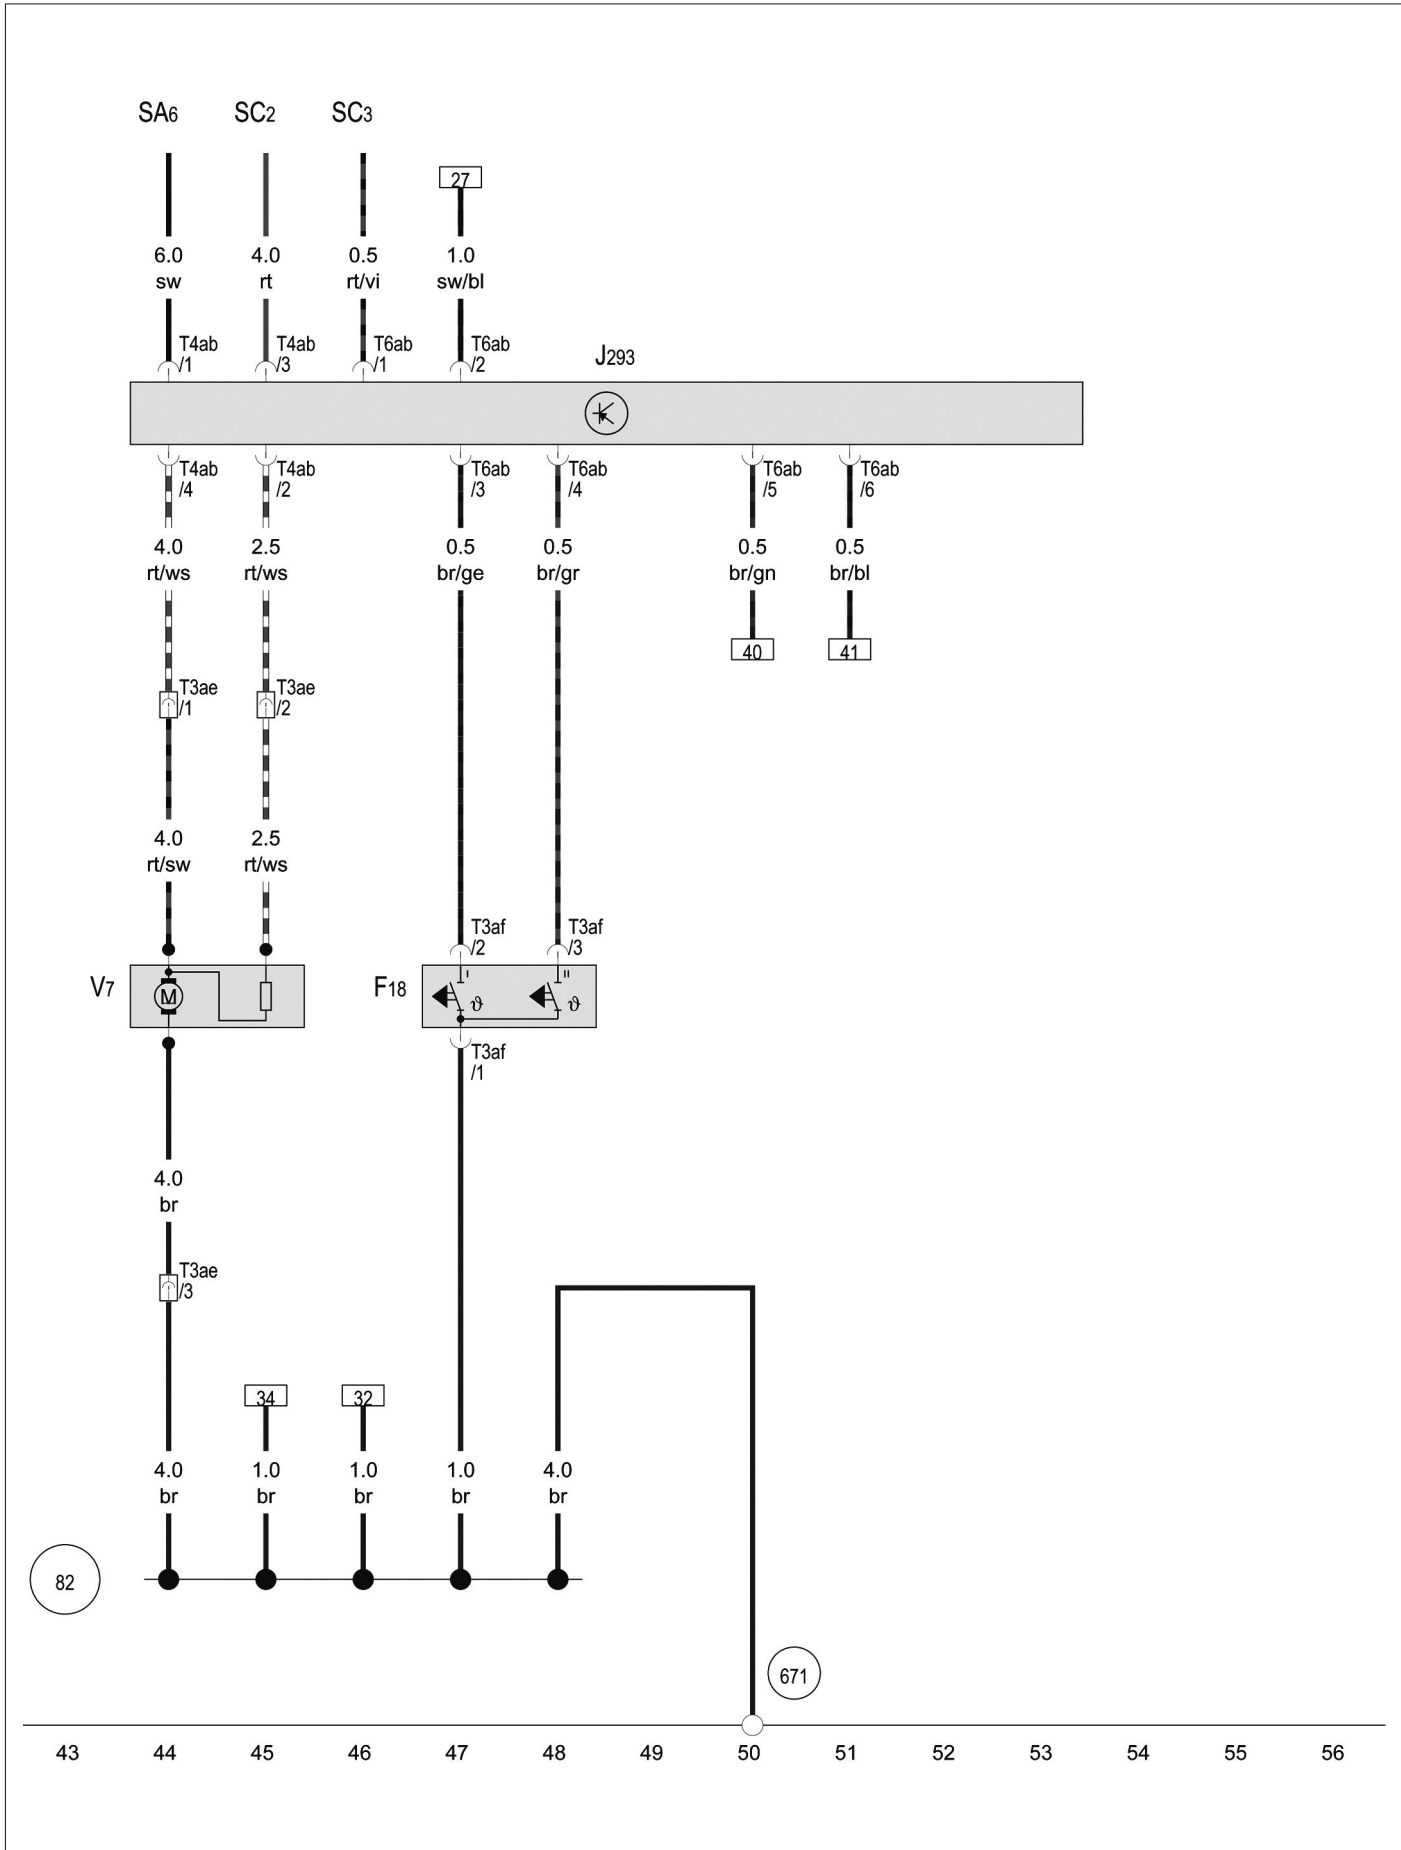 SA6 SC2 SC3
27
6.0 4.0 0.5 1.0
sw rt rt/vi sw/bl
T4ab T4ab T6ab T6ab
/1 /3 /1 /2
J293
T4ab T4ab T6ab T6ab T6ab T6ab
/4 /2 /3 /4 /5 /6
4.0 2.5 0.5 0.5 0.5 0.5
rt/ws rt/ws br/ge br/gr br/gn br/bl
40 41
T3ae T3ae
/1 /2
4.0 2.5
rt/sw rt/ws
T3af T3af
/2 /3
V7 M F18 I ϑ II ϑ
T3af
/1
4.0
br
T3ae
/3
34 32
4.0 1.0 1.0 1.0 4.0
br br br br br
82
671
43 44 45 46 47 48 49 50 51 52 53 54 55 56